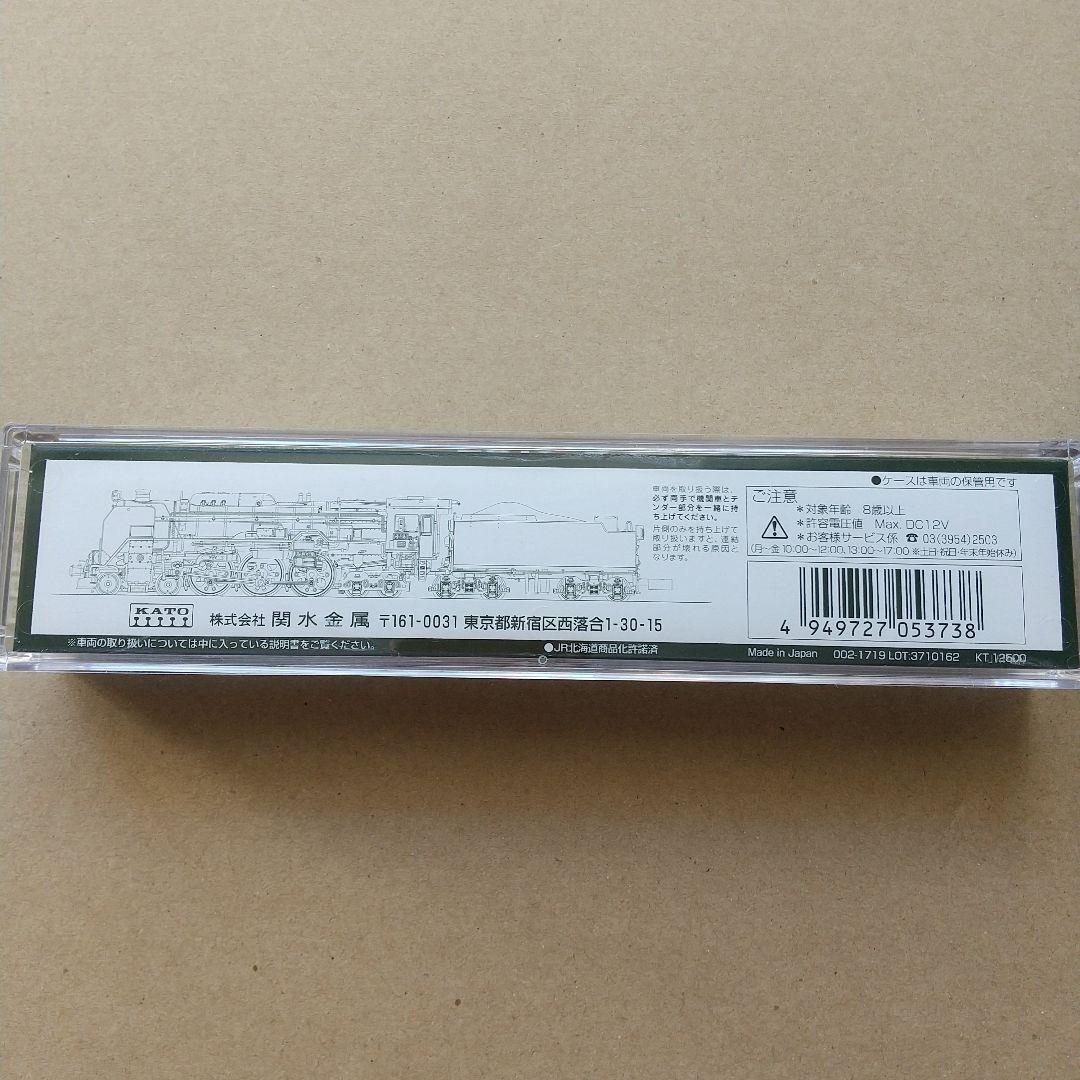 ●ケースは車両の保管用です
車両を取り扱う際は、
必ず両手で機関車とテ
ンダー部分を一緒に持
ち上げてください。
片側のみを持ち上げて
取り扱いますと、連結
部分が壊れる原因と
なります。
ご注意
＊対象年齢 8歳以上
＊許容電圧値 Max. DC12V
＊お客様サービス係 ☎ 03(3954)2503
(月〜金 10:00〜12:00, 13:00〜17:00 ※土日・祝日・年末年始休み)
KATO
株式会社 関水金属 〒161-0031 東京都新宿区西落合1-30-15
4 949727 053738
※車両の取り扱いについては中に入っている説明書をご覧ください。
●JR北海道商品化許諾済
Made in Japan 002-1719 LOT:3710162 KT 12600